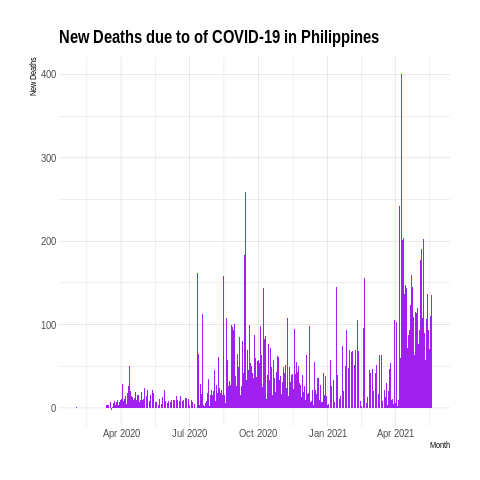 New Deaths due to of COVID-19 in Philippines
New Deaths
400
300
200
100
0
Apr 2020 Jul 2020 Oct 2020 Jan 2021 Apr 2021
Month